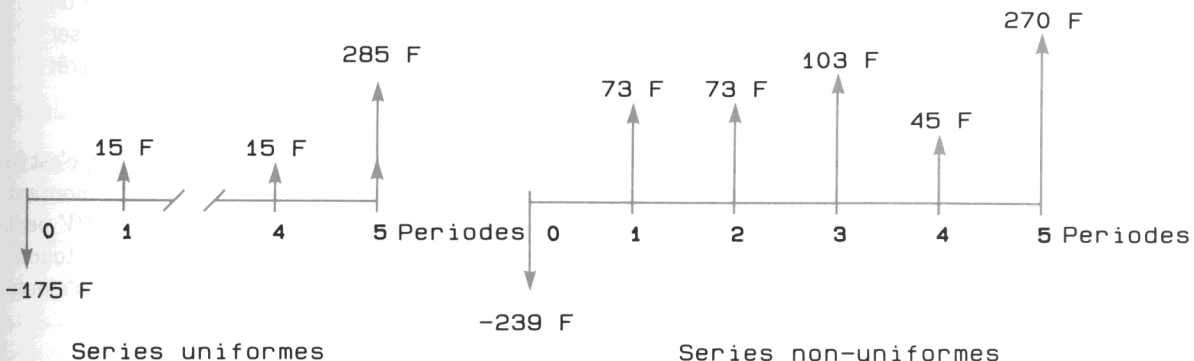 285 F
15 F
15 F
0 1 4 5 Periodes
-175 F
Series uniformes
270 F
103 F
73 F 73 F
45 F
0 1 2 3 4 5 Periodes
-239 F
Series non-uniformes